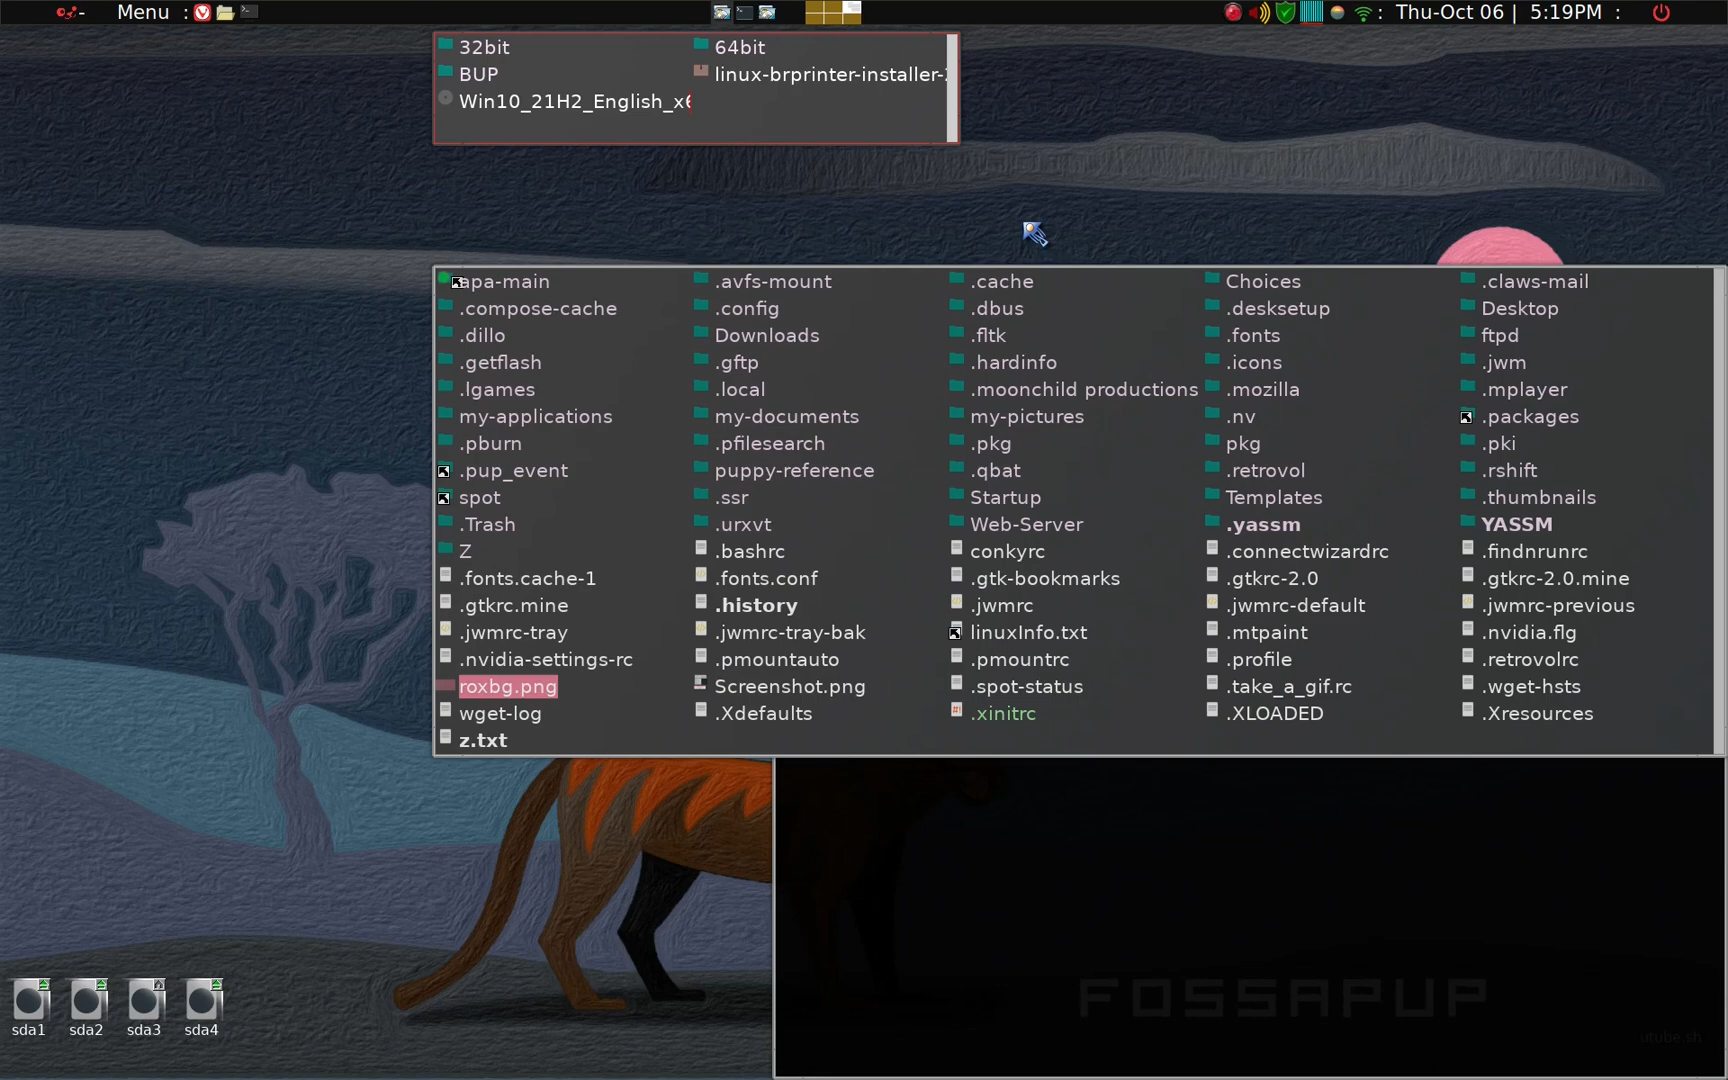 Menu : : Thu-Oct 06 | 5:19PM :
32bit 64bit
BUP linux-brprinter-installer-
Win10_21H2_English_x6
apa-main .avfs-mount .cache Choices .claws-mail
.compose-cache .config .dbus .desksetup Desktop
.dillo Downloads .fltk .fonts ftpd
.getflash .gftp .hardinfo .icons .jwm
.lgames .local .moonchild productions .mozilla .mplayer
my-applications my-documents my-pictures .nv .packages
.pburn .pfilesearch .pkg pkg .pki
.pup_event puppy-reference .qbat .retrovol .rshift
spot .ssr Startup Templates .thumbnails
.Trash .urxvt Web-Server .yassm YASSM
Z .bashrc conkyrc .connectwizardrc .findnrunrc
.fonts.cache-1 .fonts.conf .gtk-bookmarks .gtkrc-2.0 .gtkrc-2.0.mine
.gtkrc.mine .history .jwmrc .jwmrc-default .jwmrc-previous
.jwmrc-tray .jwmrc-tray-bak linuxInfo.txt .mtpaint .nvidia.flg
.nvidia-settings-rc .pmountauto .pmountrc .profile .retrovolrc
roxbg.png Screenshot.png .spot-status .take_a_gif.rc .wget-hsts
wget-log .Xdefaults .xinitrc .XLOADED .Xresources
z.txt
FOSSAPUP
utube.sh
sda1 sda2 sda3 sda4